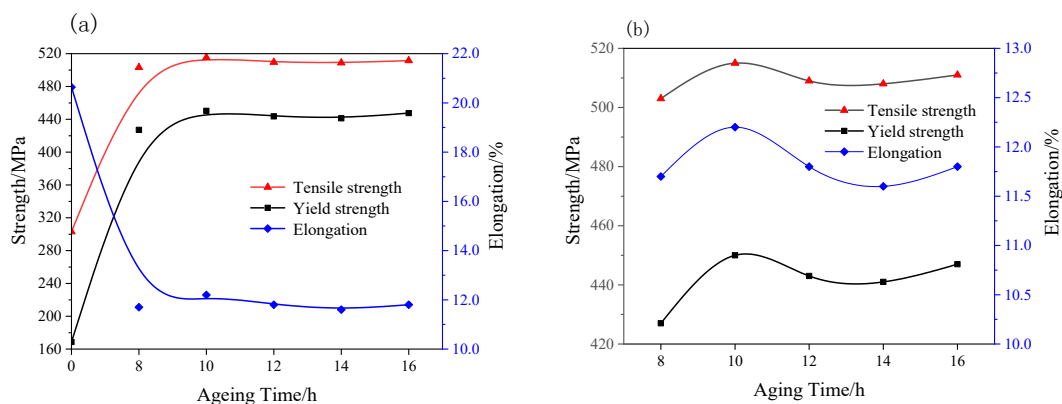 (a)
520
480
440
400
360
320
280
240
200
160
Strength/MPa
22.0
20.0
18.0
16.0
14.0
12.0
10.0
Elongation/%
Tensile strength
Yield strength
Elongation
0 8 10 12 14 16
Ageing Time/h
(b)
520
500
480
460
440
420
Strength/MPa
13.0
12.5
12.0
11.5
11.0
10.5
10.0
Elongation/%
Tensile strength
Yield strength
Elongation
8 10 12 14 16
Aging Time/h